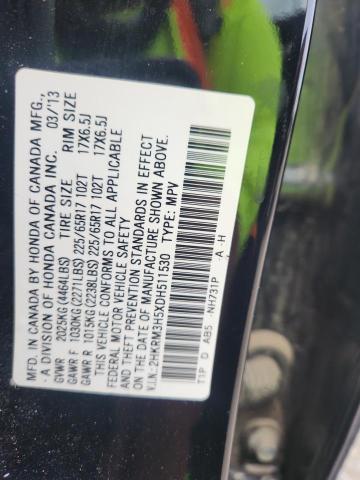 MFD. IN CANADA BY HONDA OF CANADA MFG.,
A DIVISION OF HONDA CANADA INC. 03/'13
GVWR 2025KG (4464LBS) TIRE SIZE RIM SIZE
GAWR F 1030KG (2271LBS) 225/65R17 102T 17X6.5J
GAWR R 1015KG (2238LBS) 225/65R17 102T 17X6.5J
THIS VEHICLE CONFORMS TO ALL APPLICABLE
FEDERAL MOTOR VEHICLE SAFETY
AND THEFT PREVENTION STANDARDS IN EFFECT
ON THE DATE OF MANUFACTURE SHOWN ABOVE.
V.I.N.: 2HKRM3H5XDH511530 TYPE: MPV
T1P D AB5 NH731P A - H